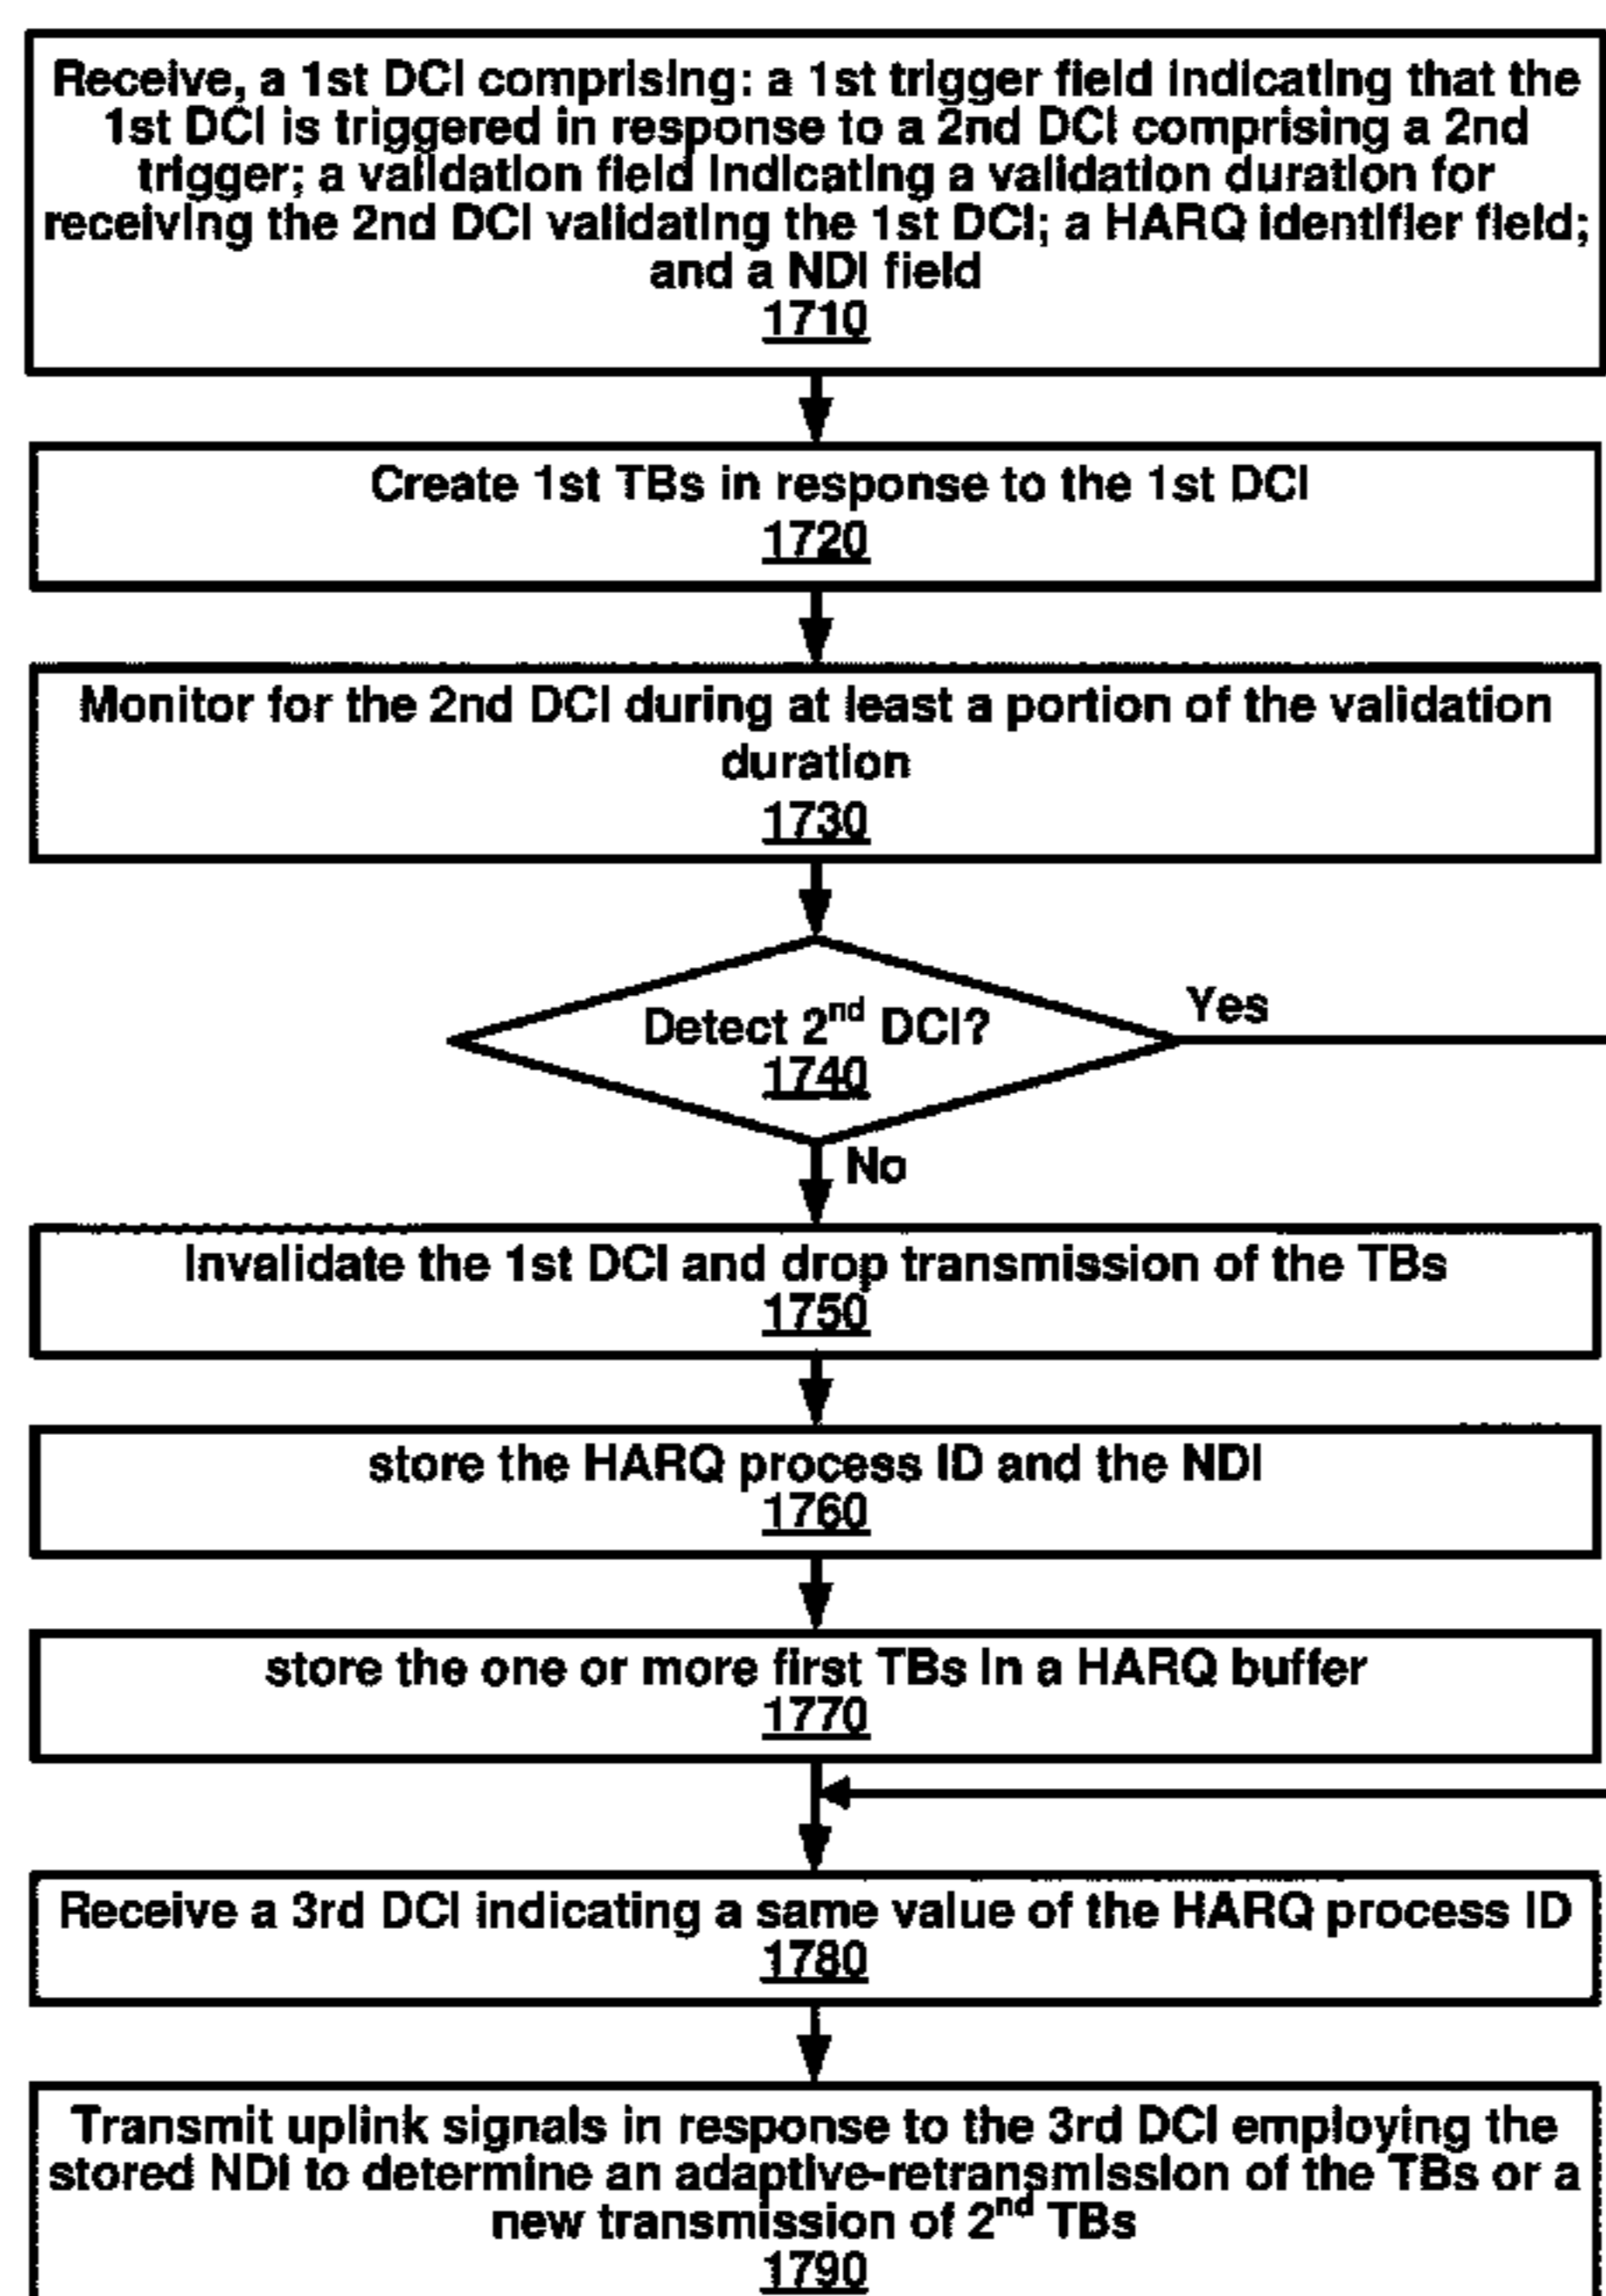 Receive, a 1st DCI comprising: a 1st trigger field indicating that the
1st DCI is triggered in response to a 2nd DCI comprising a 2nd
trigger; a validation field indicating a validation duration for
receiving the 2nd DCI validating the 1st DCI; a HARQ identifier field;
and a NDI field
1710
Create 1st TBs in response to the 1st DCI
1720
Monitor for the 2nd DCI during at least a portion of the validation
duration
1730
Detect 2nd DCI?
1740
Yes
No
Invalidate the 1st DCI and drop transmission of the TBs
1750
store the HARQ process ID and the NDI
1760
store the one or more first TBs in a HARQ buffer
1770
Receive a 3rd DCI indicating a same value of the HARQ process ID
1780
Transmit uplink signals in response to the 3rd DCI employing the
stored NDI to determine an adaptive-retransmission of the TBs or a
new transmission of 2nd TBs
1790